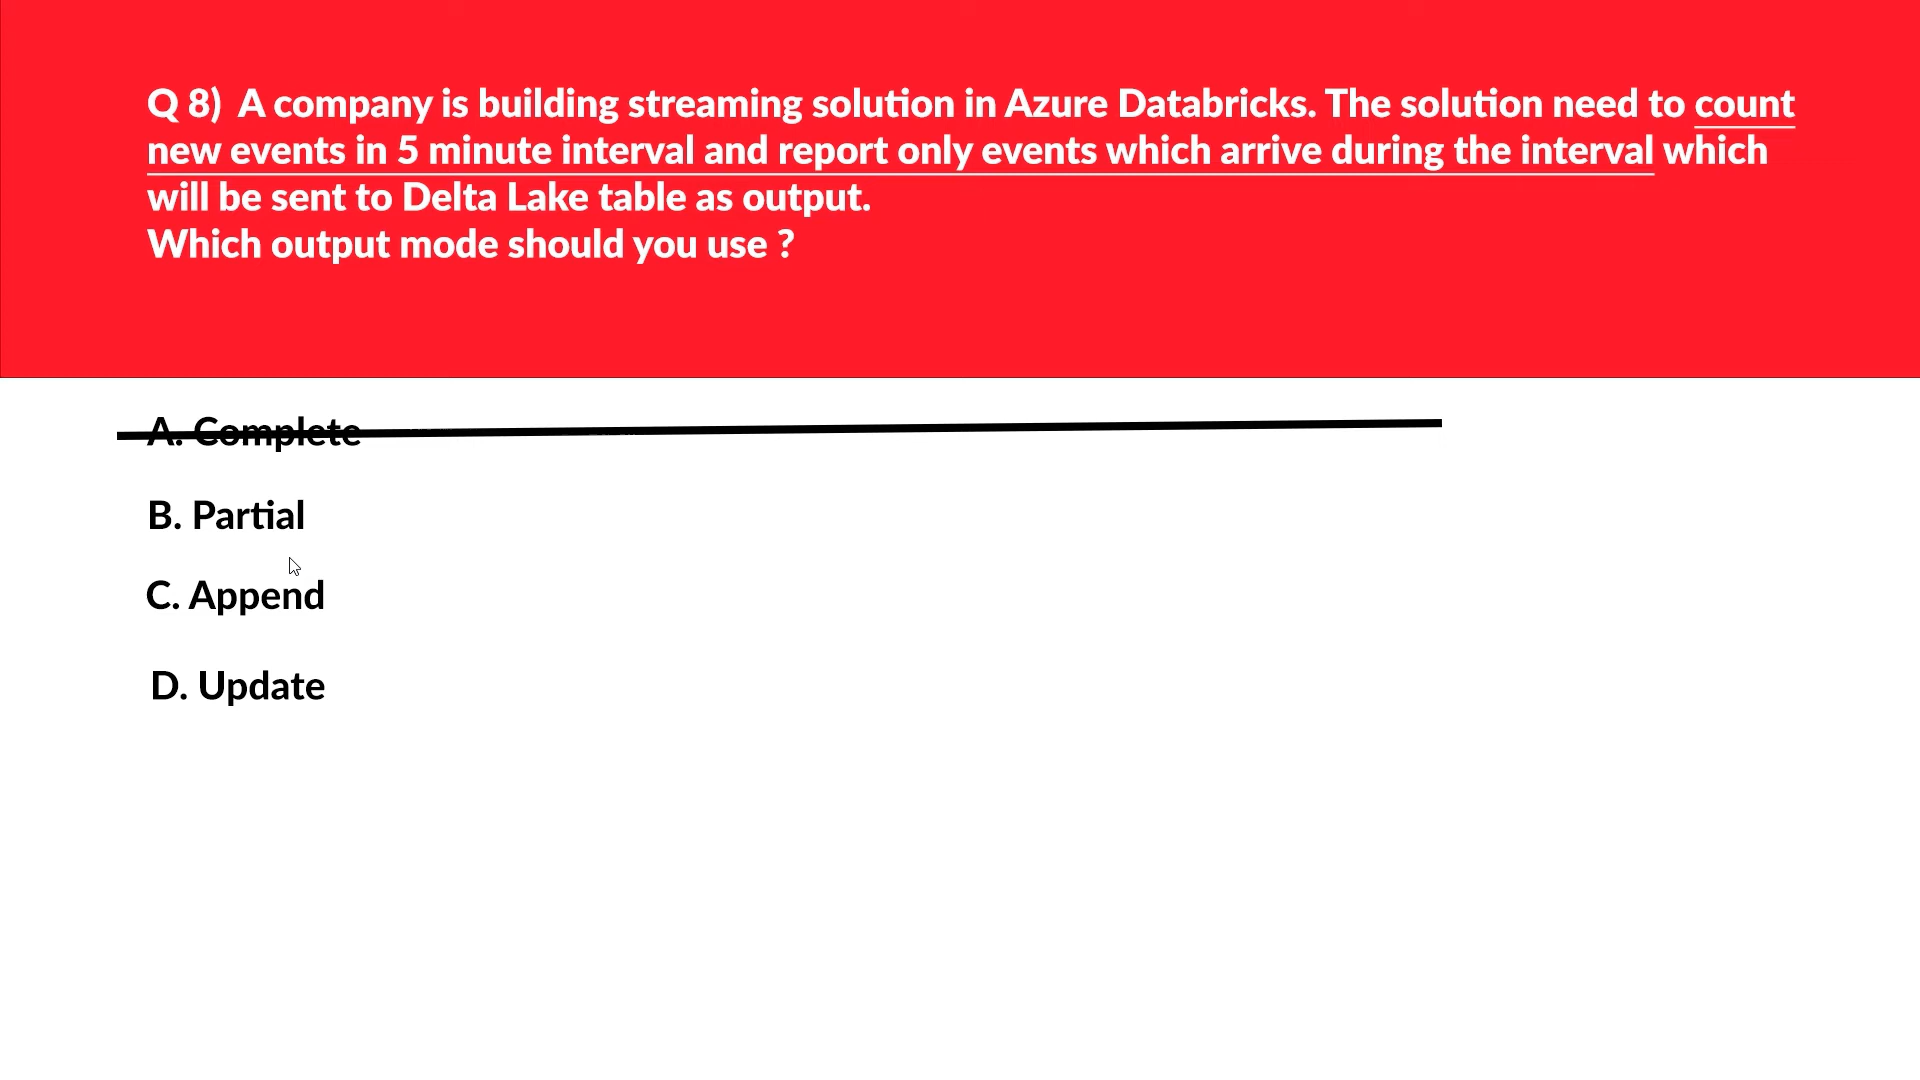 Q 8)  A company is building streaming solution in Azure Databricks. The solution need to count
new events in 5 minute interval and report only events which arrive during the interval which
will be sent to Delta Lake table as output.
Which output mode should you use ?
A. Complete
B. Partial
C. Append
D. Update